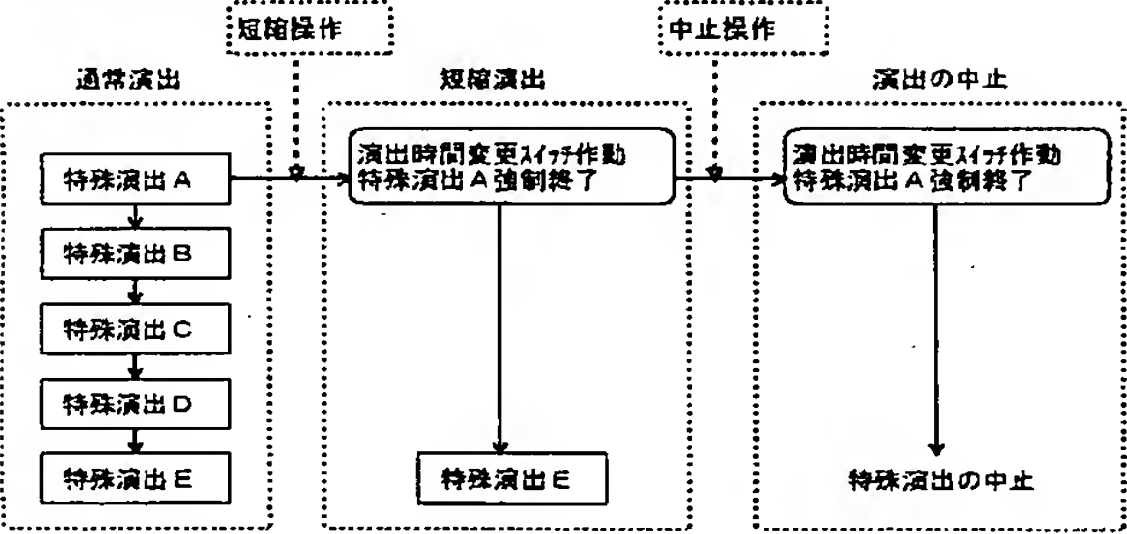 短縮操作
中止操作
通常演出
短縮演出
演出の中止
特殊演出A
特殊演出B
特殊演出C
特殊演出D
特殊演出E
演出時間変更ｽｲｯﾁ作動
特殊演出A強制終了
特殊演出E
演出時間変更ｽｲｯﾁ作動
特殊演出A強制終了
特殊演出の中止